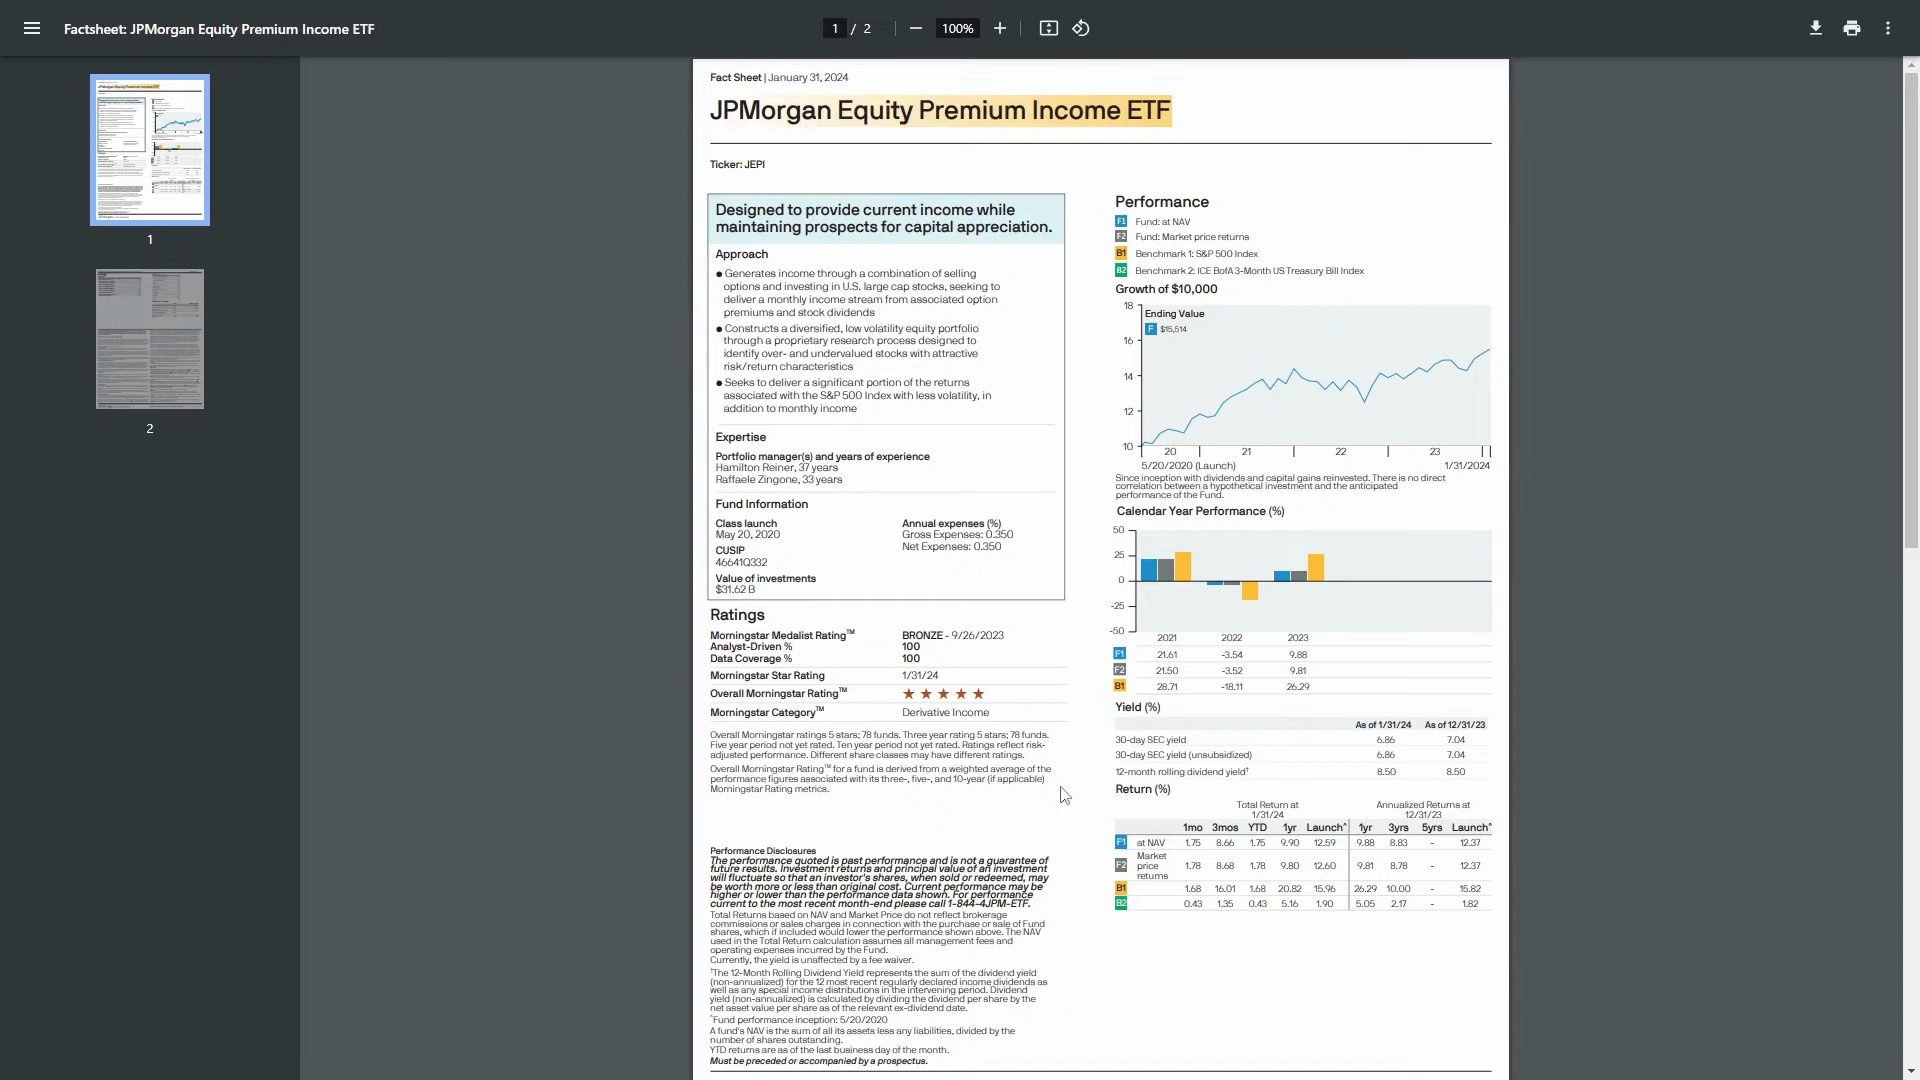 Factsheet: JPMorgan Equity Premium Income ETF
1 / 2
100%
1
2
Fact Sheet | January 31, 2024
JPMorgan Equity Premium Income ETF
Ticker: JEPI
Designed to provide current income while
maintaining prospects for capital appreciation.
Approach
● Generates income through a combination of selling
options and investing in U.S. large cap stocks, seeking to
deliver a monthly income stream from associated option
premiums and stock dividends
● Constructs a diversified, low volatility equity portfolio
through a proprietary research process designed to
identify over- and undervalued stocks with attractive
risk/return characteristics
● Seeks to deliver a significant portion of the returns
associated with the S&P 500 Index with less volatility, in
addition to monthly income
Expertise
Portfolio manager(s) and years of experience
Hamilton Reiner, 37 years
Raffaele Zingone, 33 years
Fund Information
Class launch
May 20, 2020
CUSIP
46641Q332
Value of investments
$31.62 B
Annual expenses (%)
Gross Expenses: 0.350
Net Expenses: 0.350
Ratings
Morningstar Medalist Rating™ BRONZE - 9/26/2023
Analyst-Driven % 100
Data Coverage % 100
Morningstar Star Rating 1/31/24
Overall Morningstar Rating™ ★ ★ ★ ★ ★
Morningstar Category™ Derivative Income
Overall Morningstar ratings 5 stars; 78 funds. Three year rating 5 stars; 78 funds.
Five year period not yet rated. Ten year period not yet rated. Ratings reflect risk-
adjusted performance. Different share classes may have different ratings.
Overall Morningstar Rating™ for a fund is derived from a weighted average of the
performance figures associated with its three-, five-, and 10-year (if applicable)
Morningstar Rating metrics.
Performance Disclosures
The performance quoted is past performance and is not a guarantee of
future results. Investment returns and principal value of an investment
will fluctuate so that an investor's shares, when sold or redeemed, may
be worth more or less than original cost. Current performance may be
higher or lower than the performance data shown. For performance
current to the most recent month-end please call 1-844-4JPM-ETF.
Total Returns based on NAV and Market Price do not reflect brokerage
commissions or sales charges in connection with the purchase or sale of Fund
shares, which if included would lower the performance shown above. The NAV
used in the Total Return calculation assumes all management fees and
operating expenses incurred by the Fund.
Currently, the yield is unaffected by a fee waiver.
†The 12-Month Rolling Dividend Yield represents the sum of the dividend yield
(non-annualized) for the 12 most recent regularly declared income dividends as
well as any special income distributions in the intervening period. Dividend
yield (non-annualized) is calculated by dividing the dividend per share by the
net asset value per share as of the relevant ex-dividend date.
^Fund performance inception: 5/20/2020
A fund's NAV is the sum of all its assets less any liabilities, divided by the
number of shares outstanding.
YTD returns are as of the last business day of the month.
Must be preceded or accompanied by a prospectus.
Performance
F1 Fund: at NAV
F2 Fund: Market price returns
B1 Benchmark 1: S&P 500 Index
B2 Benchmark 2: ICE BofA 3-Month US Treasury Bill Index
Growth of $10,000
18
16
14
12
10
Ending Value
F $15,514
20 21 22 23
5/20/2020 (Launch) 1/31/2024
Since inception with dividends and capital gains reinvested. There is no direct
correlation between a hypothetical investment and the anticipated
performance of the Fund.
Calendar Year Performance (%)
50
25
0
-25
-50
2021 2022 2023
F1 21.61 -3.54 9.88
F2 21.50 -3.52 9.81
B1 28.71 -18.11 26.29
Yield (%)
As of 1/31/24 As of 12/31/23
30-day SEC yield 6.86 7.04
30-day SEC yield (unsubsidized) 6.86 7.04
12-month rolling dividend yield† 8.50 8.50
Return (%)
Total Return at
1/31/24
Annualized Returns at
12/31/23
1mo 3mos YTD 1yr Launch^ 1yr 3yrs 5yrs Launch^
F1 at NAV 1.75 8.66 1.75 9.90 12.59 9.88 8.83 - 12.37
F2 Market price returns 1.78 8.68 1.78 9.80 12.60 9.81 8.78 - 12.37
B1 1.68 16.01 1.68 20.82 15.96 26.29 10.00 - 15.82
B2 0.43 1.35 0.43 5.16 1.90 5.05 2.17 - 1.82